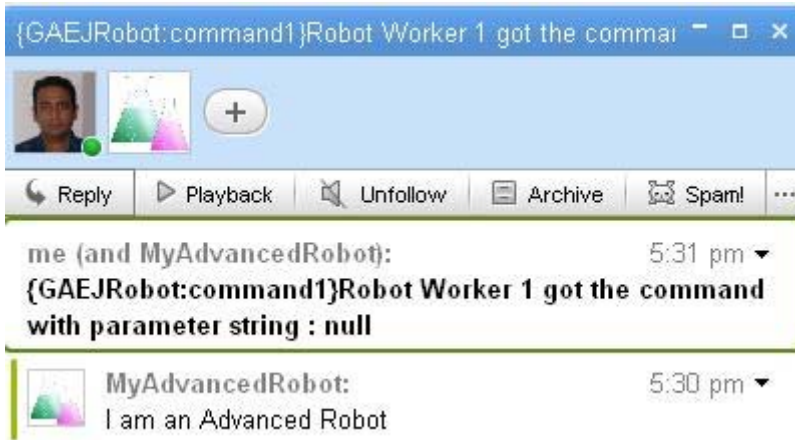 {GAEJRobot:command1}Robot Worker 1 got the commar
Reply Playback Unfollow Archive Spam! ...
me (and MyAdvancedRobot): 5:31 pm
{GAEJRobot:command1}Robot Worker 1 got the command
with parameter string : null
MyAdvancedRobot: 5:30 pm
I am an Advanced Robot